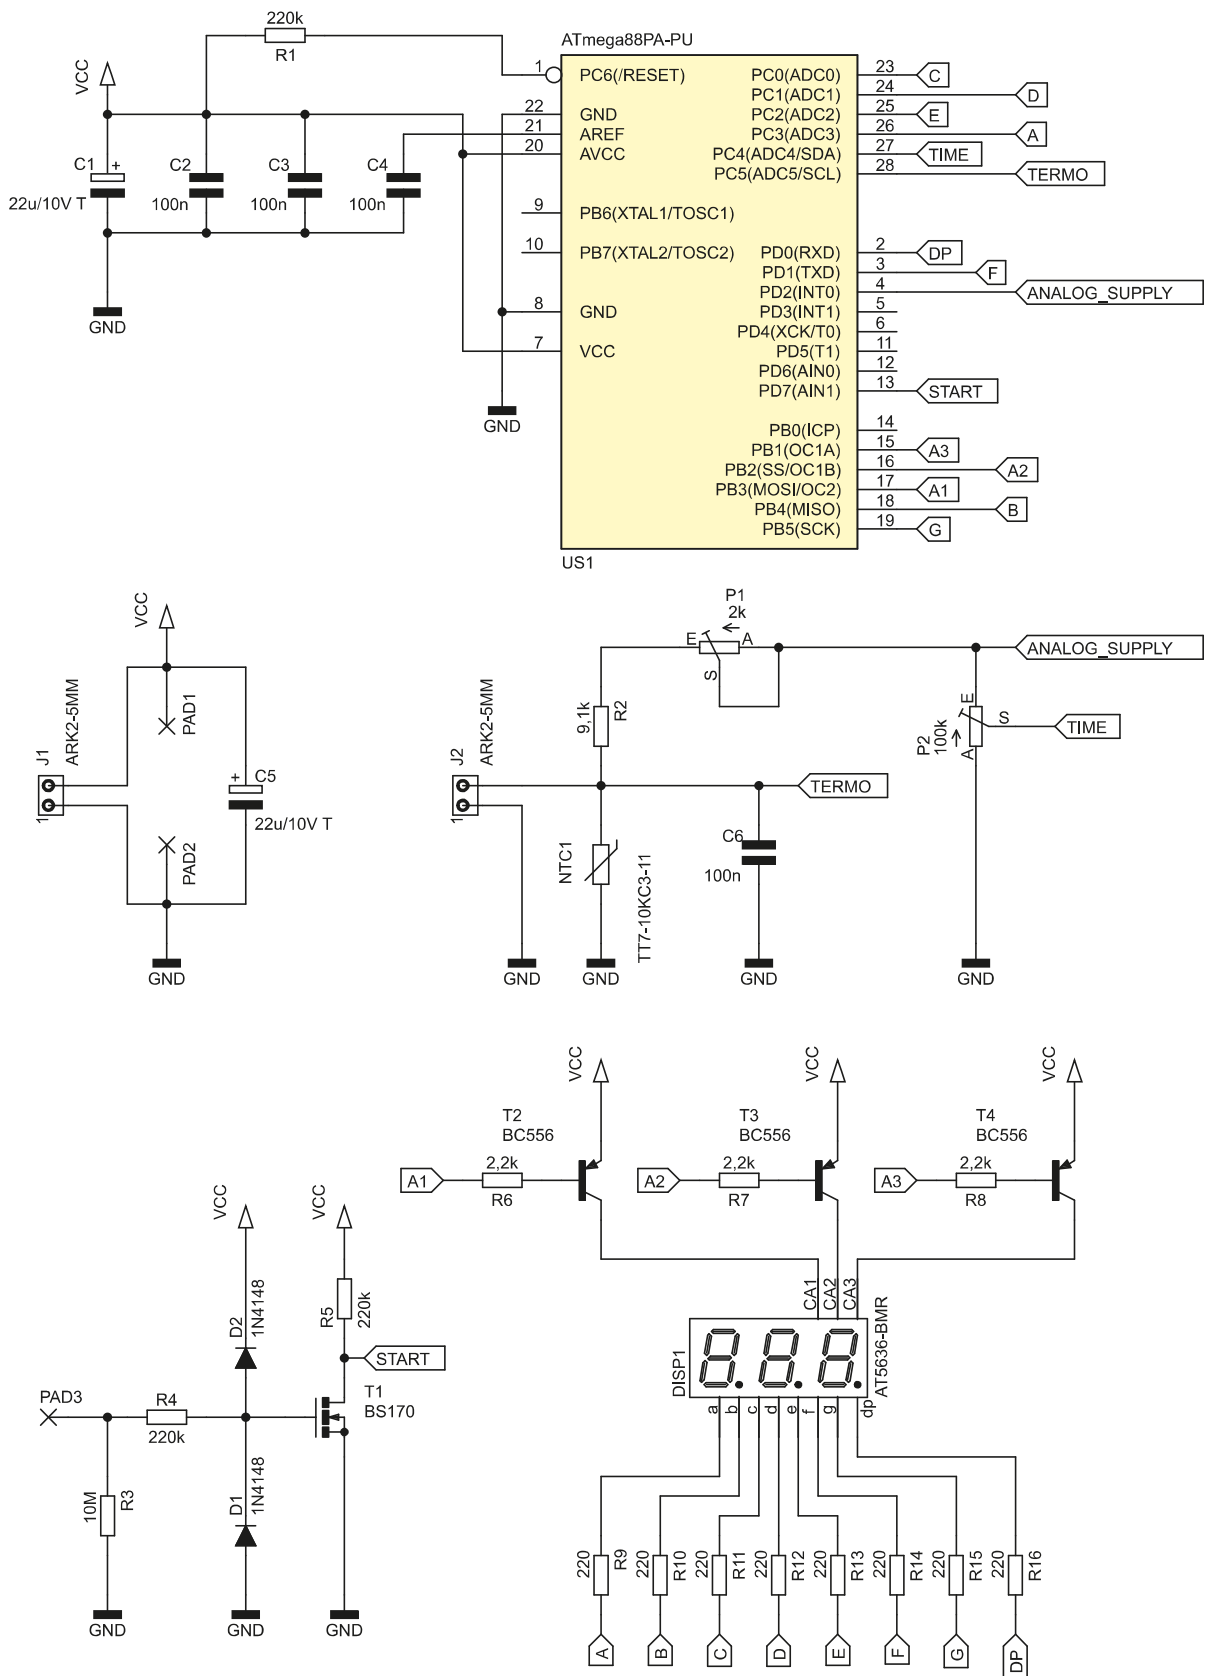 220k
R1
VCC
C1
+
22u/10V T
C2
100n
C3
100n
C4
100n
GND
ATmega88PA-PU
1 PC6(/RESET)
22 GND
21 AREF
20 AVCC
9 PB6(XTAL1/TOSC1)
10 PB7(XTAL2/TOSC2)
8 GND
7 VCC
GND
PC0(ADC0) 23 C
PC1(ADC1) 24 D
PC2(ADC2) 25 E
PC3(ADC3) 26 A
PC4(ADC4/SDA) 27 TIME
PC5(ADC5/SCL) 28 TERMO
PD0(RXD) 2 DP
PD1(TXD) 3 F
PD2(INT0) 4 ANALOG_SUPPLY
PD3(INT1) 5
PD4(XCK/T0) 6
PD5(T1) 11
PD6(AIN0) 12
PD7(AIN1) 13 START
PB0(ICP) 14
PB1(OC1A) 15 A3
PB2(SS/OC1B) 16 A2
PB3(MOSI/OC2) 17 A1
PB4(MISO) 18 B
PB5(SCK) 19 G
US1
VCC
PAD1
J1
ARK2-5MM
1
+
C5
22u/10V T
PAD2
GND
P1
2k
E
A
S
9,1k
R2
J2
ARK2-5MM
1
TERMO
NTC1
TT7-10KC3-11
C6
100n
GND
GND
GND
ANALOG_SUPPLY
E
S
TIME
P2
100k
A
GND
VCC
T2
BC556
A1
2,2k
R6
VCC
T3
BC556
A2
2,2k
R7
VCC
T4
BC556
A3
2,2k
R8
CA1
CA2
CA3
DISP1
AT5636-BMR
a
b
c
d
e
f
g
dp
220
R9
220
R10
220
R11
220
R12
220
R13
220
R14
220
R15
220
R16
A
B
C
D
E
F
G
DP
VCC
VCC
D2
1N4148
R5
220k
START
PAD3
R4
220k
T1
BS170
10M
R3
D1
1N4148
GND
GND
GND